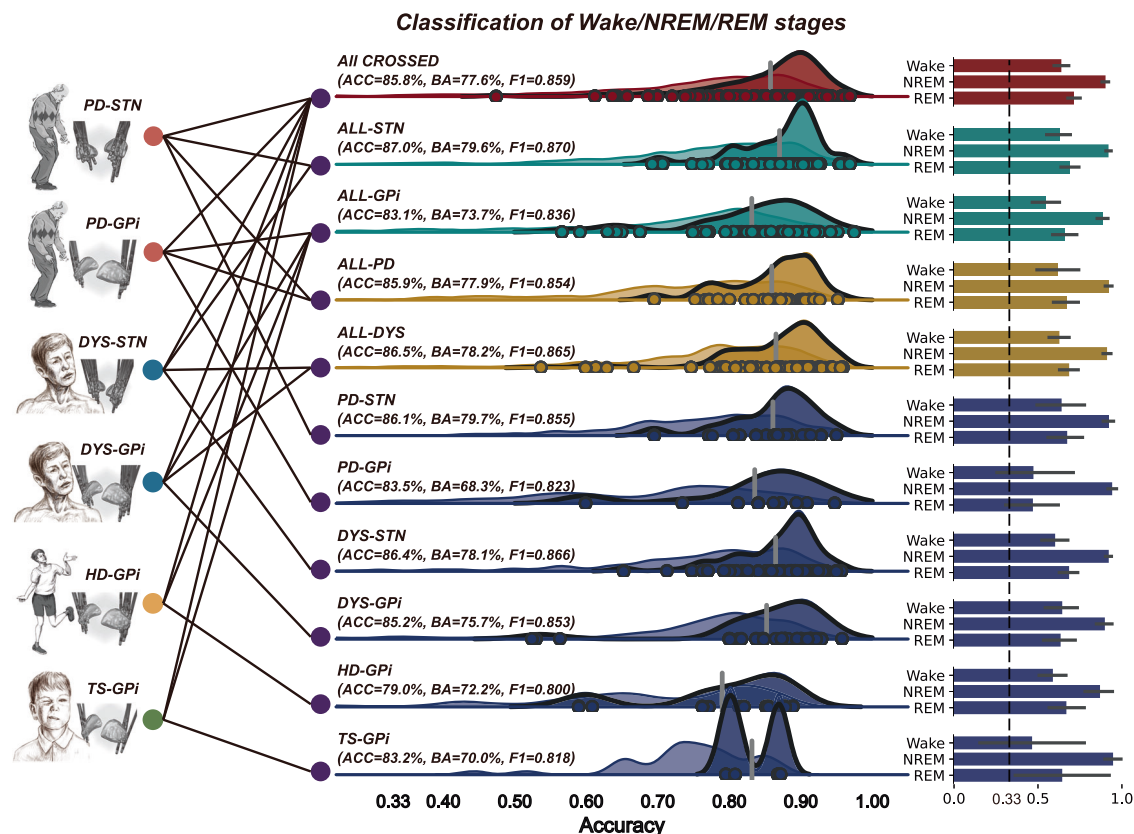 Classification of Wake/NREM/REM stages
PD-STN
PD-GPi
DYS-STN
DYS-GPi
HD-GPi
TS-GPi
All CROSSED
(ACC=85.8%, BA=77.6%, F1=0.859)
ALL-STN
(ACC=87.0%, BA=79.6%, F1=0.870)
ALL-GPi
(ACC=83.1%, BA=73.7%, F1=0.836)
ALL-PD
(ACC=85.9%, BA=77.9%, F1=0.854)
ALL-DYS
(ACC=86.5%, BA=78.2%, F1=0.865)
PD-STN
(ACC=86.1%, BA=79.7%, F1=0.855)
PD-GPi
(ACC=83.5%, BA=68.3%, F1=0.823)
DYS-STN
(ACC=86.4%, BA=78.1%, F1=0.866)
DYS-GPi
(ACC=85.2%, BA=75.7%, F1=0.853)
HD-GPi
(ACC=79.0%, BA=72.2%, F1=0.800)
TS-GPi
(ACC=83.2%, BA=70.0%, F1=0.818)
0.33 0.40 0.50 0.60 0.70 0.80 0.90 1.00
Accuracy
Wake
NREM
REM
Wake
NREM
REM
Wake
NREM
REM
Wake
NREM
REM
Wake
NREM
REM
Wake
NREM
REM
Wake
NREM
REM
Wake
NREM
REM
Wake
NREM
REM
Wake
NREM
REM
Wake
NREM
REM
0.0 0.33 0.5 1.0